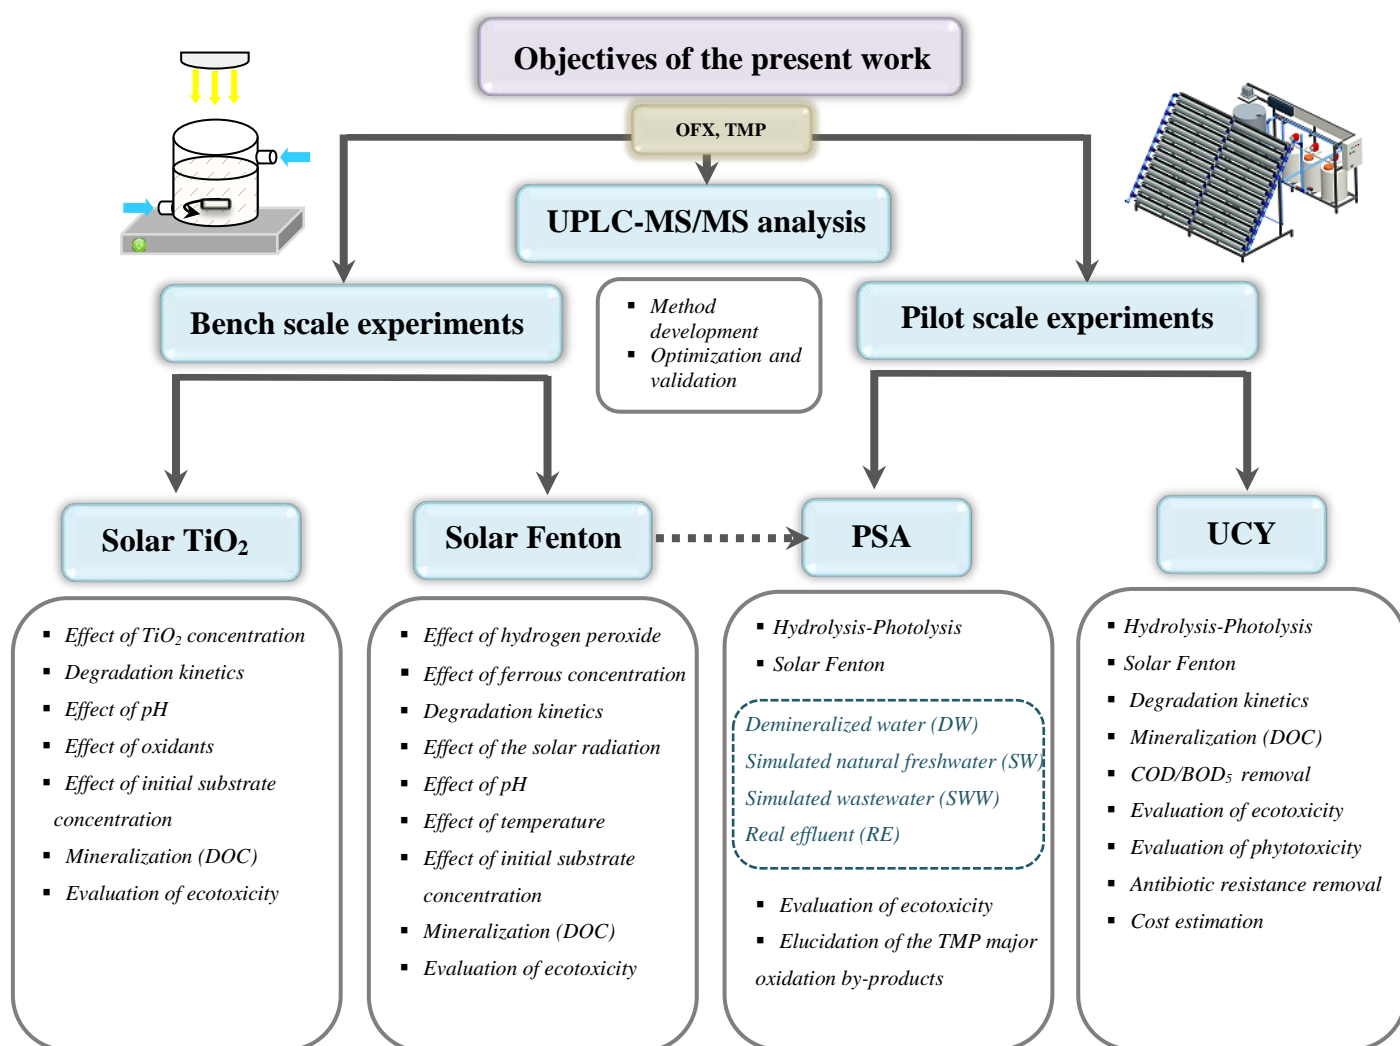 Objectives of the present work
OFX, TMP
UPLC-MS/MS analysis
▪ Method
development
▪ Optimization and
validation
Bench scale experiments
Pilot scale experiments
Solar TiO₂
Solar Fenton
PSA
UCY
▪ Effect of TiO₂ concentration
▪ Degradation kinetics
▪ Effect of pH
▪ Effect of oxidants
▪ Effect of initial substrate
concentration
▪ Mineralization (DOC)
▪ Evaluation of ecotoxicity
▪ Effect of hydrogen peroxide
▪ Effect of ferrous concentration
▪ Degradation kinetics
▪ Effect of the solar radiation
▪ Effect of pH
▪ Effect of temperature
▪ Effect of initial substrate
concentration
▪ Mineralization (DOC)
▪ Evaluation of ecotoxicity
▪ Hydrolysis-Photolysis
▪ Solar Fenton
Demineralized water (DW)
Simulated natural freshwater (SW)
Simulated wastewater (SWW)
Real effluent (RE)
▪ Evaluation of ecotoxicity
▪ Elucidation of the TMP major
oxidation by-products
▪ Hydrolysis-Photolysis
▪ Solar Fenton
▪ Degradation kinetics
▪ Mineralization (DOC)
▪ COD/BOD₅ removal
▪ Evaluation of ecotoxicity
▪ Evaluation of phytotoxicity
▪ Antibiotic resistance removal
▪ Cost estimation